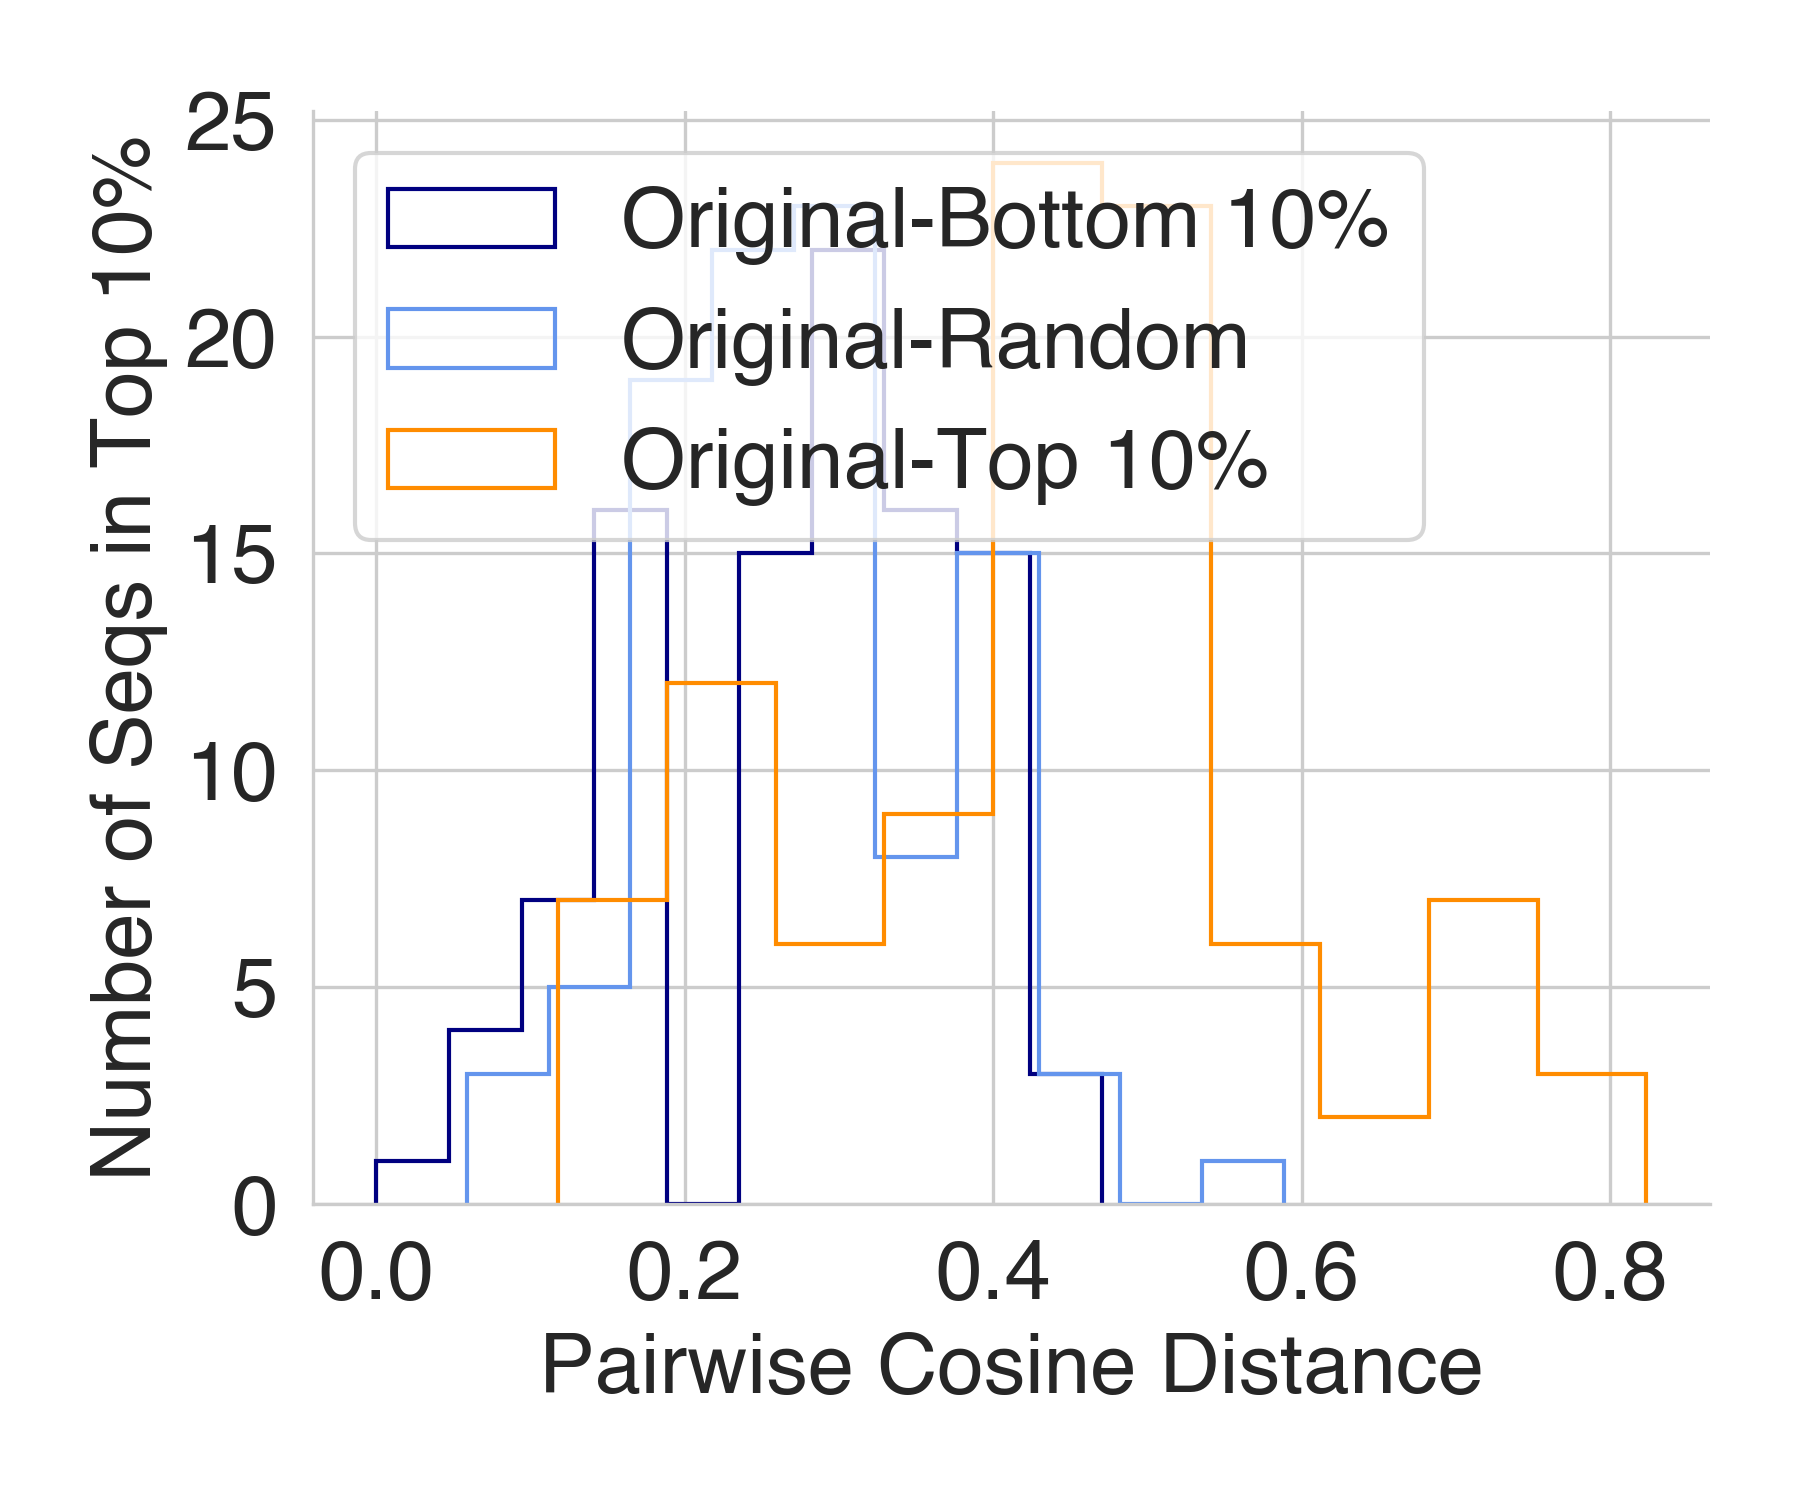 Number of Seqs in Top 10%
25
20
15
10
5
0
Original-Bottom 10%
Original-Random
Original-Top 10%
0.0 0.2 0.4 0.6 0.8
Pairwise Cosine Distance